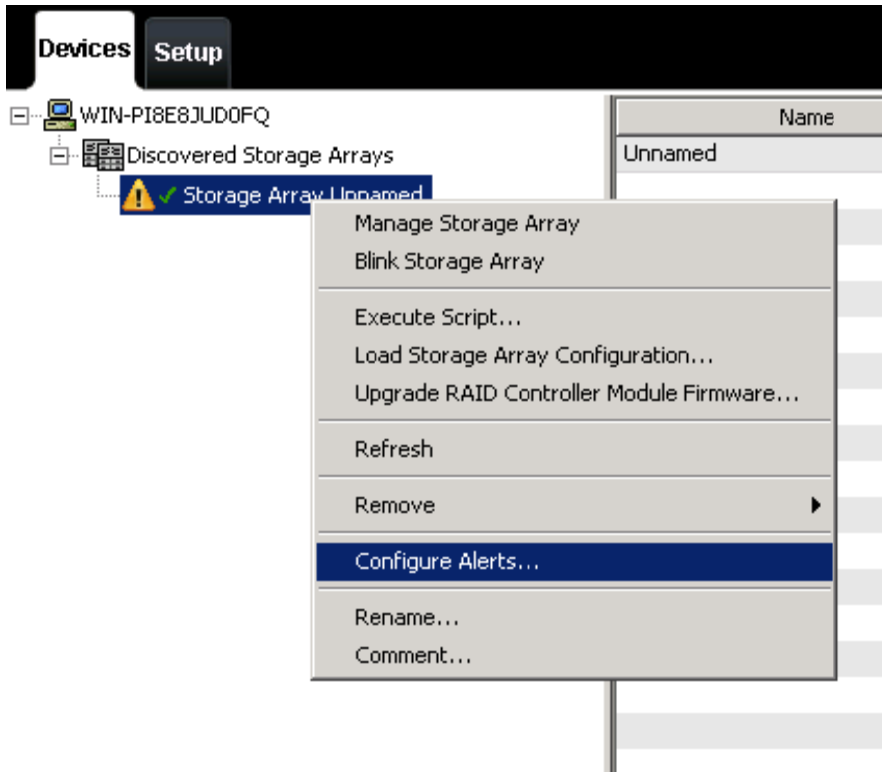 Devices
Setup
WIN-PI8E8JUD0FQ
Name
Discovered Storage Arrays
Unnamed
Storage Array Unnamed
Manage Storage Array
Blink Storage Array
Execute Script...
Load Storage Array Configuration...
Upgrade RAID Controller Module Firmware...
Refresh
Remove
Configure Alerts...
Rename...
Comment...